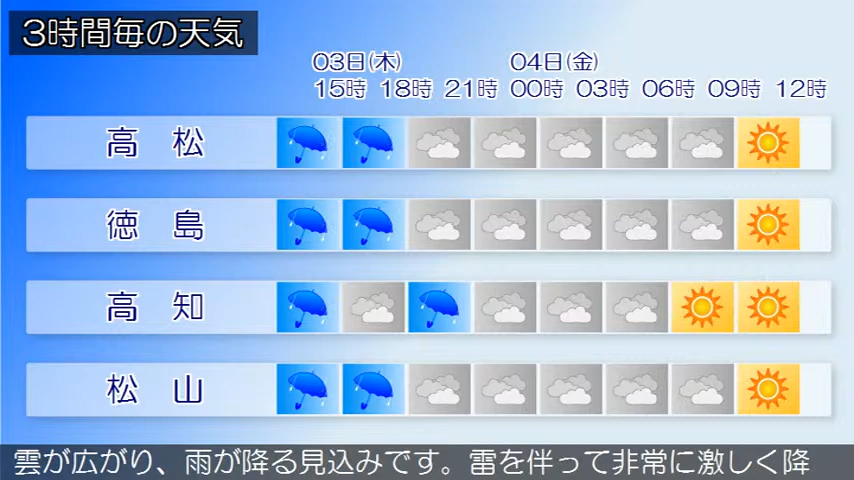 3時間毎の天気
03日(木) 04日(金)
15時 18時 21時 00時 03時 06時 09時 12時
高松
徳島
高知
松山
雲が広がり、雨が降る見込みです。雷を伴って非常に激しく降